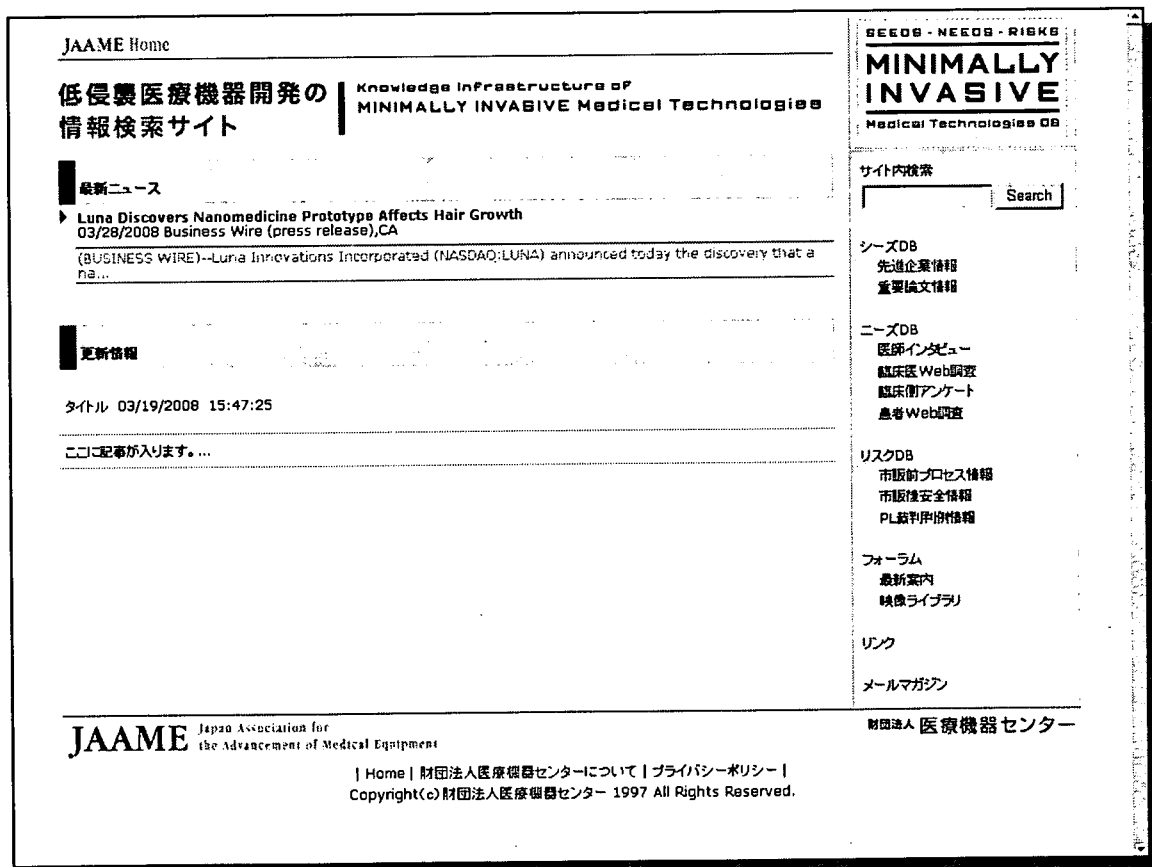 JAAME Home
低侵襲医療機器開発の
情報検索サイト
Knowledge Infrastructure of
MINIMALLY INVASIVE Medical Technologies
最新ニュース
Luna Discovers Nanomedicine Prototype Affects Hair Growth
03/28/2008 Business Wire (press release),CA
(BUSINESS WIRE)--Luna Innovations Incorporated (NASDAQ:LUNA) announced today the discovery that a
na...
更新情報
タイトル 03/19/2008 15:47:25
ここに記事が入ります。...
SEEDS - NEEDS - RISKS
MINIMALLY
INVASIVE
Medical Technologies DB
サイト内検索
Search
シーズDB
先進企業情報
重要論文情報
ニーズDB
医師インタビュー
臨床医Web調査
臨床側アンケート
患者Web調査
リスクDB
市販前プロセス情報
市販後安全情報
PL裁判判例情報
フォーラム
最新案内
映像ライブラリ
リンク
メールマガジン
JAAME Japan Association for
the Advancement of Medical Equipment
財団法人 医療機器センター
| Home | 財団法人医療機器センターについて | プライバシーポリシー |
Copyright(c)財団法人医療機器センター 1997 All Rights Reserved.